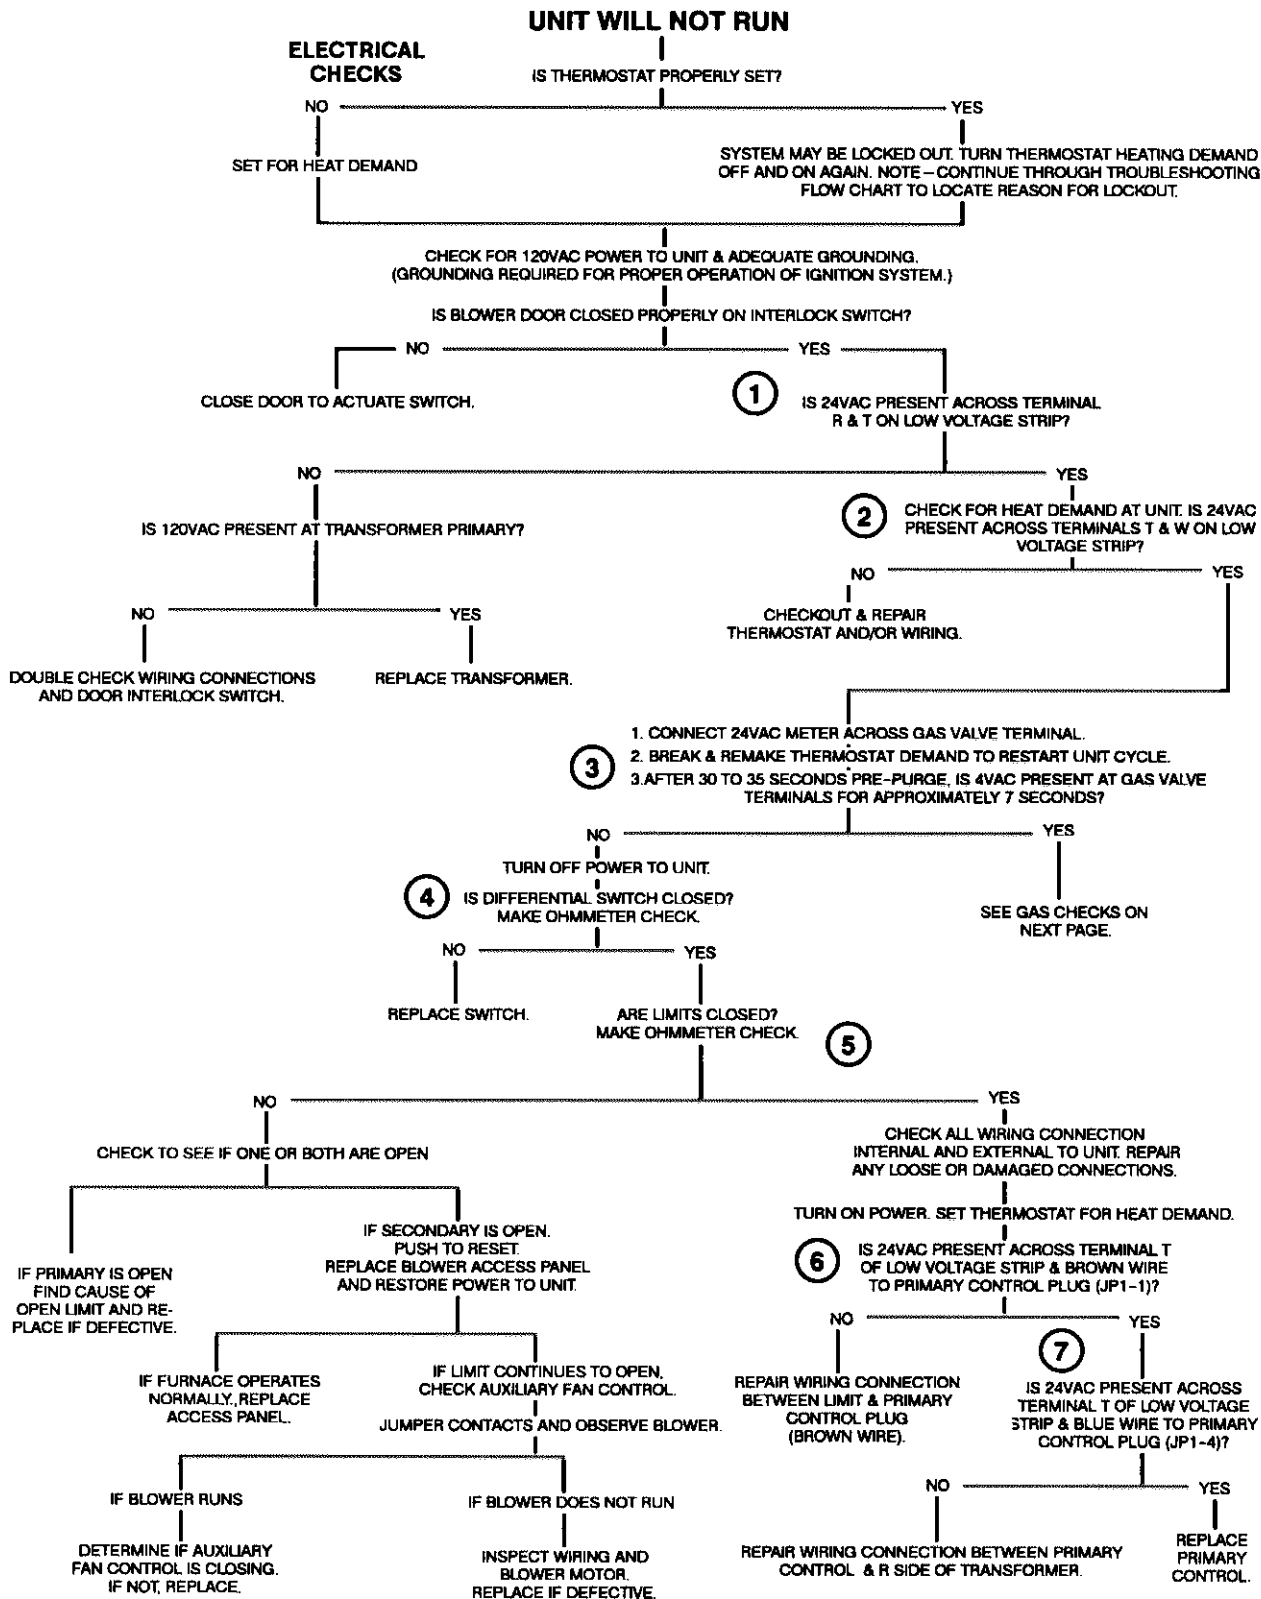 UNIT WILL NOT RUN
ELECTRICAL
CHECKS
IS THERMOSTAT PROPERLY SET?
NO
YES
SET FOR HEAT DEMAND
SYSTEM MAY BE LOCKED OUT. TURN THERMOSTAT HEATING DEMAND
OFF AND ON AGAIN. NOTE – CONTINUE THROUGH TROUBLESHOOTING
FLOW CHART TO LOCATE REASON FOR LOCKOUT.
CHECK FOR 120VAC POWER TO UNIT & ADEQUATE GROUNDING.
(GROUNDING REQUIRED FOR PROPER OPERATION OF IGNITION SYSTEM.)
IS BLOWER DOOR CLOSED PROPERLY ON INTERLOCK SWITCH?
NO
YES
CLOSE DOOR TO ACTUATE SWITCH.
1
IS 24VAC PRESENT ACROSS TERMINAL
R & T ON LOW VOLTAGE STRIP?
NO
YES
IS 120VAC PRESENT AT TRANSFORMER PRIMARY?
2
CHECK FOR HEAT DEMAND AT UNIT. IS 24VAC
PRESENT ACROSS TERMINALS T & W ON LOW
VOLTAGE STRIP?
NO
YES
CHECKOUT & REPAIR
THERMOSTAT AND/OR WIRING.
NO
YES
DOUBLE CHECK WIRING CONNECTIONS
AND DOOR INTERLOCK SWITCH.
REPLACE TRANSFORMER.
3
1. CONNECT 24VAC METER ACROSS GAS VALVE TERMINAL.
2. BREAK & REMAKE THERMOSTAT DEMAND TO RESTART UNIT CYCLE.
3.AFTER 30 TO 35 SECONDS PRE-PURGE, IS 4VAC PRESENT AT GAS VALVE
TERMINALS FOR APPROXIMATELY 7 SECONDS?
NO
YES
TURN OFF POWER TO UNIT.
4
IS DIFFERENTIAL SWITCH CLOSED?
MAKE OHMMETER CHECK.
SEE GAS CHECKS ON
NEXT PAGE.
NO
YES
REPLACE SWITCH.
ARE LIMITS CLOSED?
MAKE OHMMETER CHECK.
5
NO
YES
CHECK TO SEE IF ONE OR BOTH ARE OPEN
CHECK ALL WIRING CONNECTION
INTERNAL AND EXTERNAL TO UNIT. REPAIR
ANY LOOSE OR DAMAGED CONNECTIONS.
TURN ON POWER. SET THERMOSTAT FOR HEAT DEMAND.
IF PRIMARY IS OPEN
FIND CAUSE OF
OPEN LIMIT AND RE-
PLACE IF DEFECTIVE.
IF SECONDARY IS OPEN.
PUSH TO RESET.
REPLACE BLOWER ACCESS PANEL
AND RESTORE POWER TO UNIT.
6
IS 24VAC PRESENT ACROSS TERMINAL T
OF LOW VOLTAGE STRIP & BROWN WIRE
TO PRIMARY CONTROL PLUG (JP1-1)?
NO
YES
IF FURNACE OPERATES
NORMALLY,,REPLACE
ACCESS PANEL.
IF LIMIT CONTINUES TO OPEN,
CHECK AUXILIARY FAN CONTROL.
JUMPER CONTACTS AND OBSERVE BLOWER.
REPAIR WIRING CONNECTION
BETWEEN LIMIT & PRIMARY
CONTROL PLUG
(BROWN WIRE).
7
IS 24VAC PRESENT ACROSS
TERMINAL T OF LOW VOLTAGE
STRIP & BLUE WIRE TO PRIMARY
CONTROL PLUG (JP1-4)?
IF BLOWER RUNS
IF BLOWER DOES NOT RUN
NO
YES
DETERMINE IF AUXILIARY
FAN CONTROL IS CLOSING.
IF NOT, REPLACE.
INSPECT WIRING AND
BLOWER MOTOR.
REPLACE IF DEFECTIVE.
REPAIR WIRING CONNECTION BETWEEN PRIMARY
CONTROL & R SIDE OF TRANSFORMER.
REPLACE
PRIMARY
CONTROL.